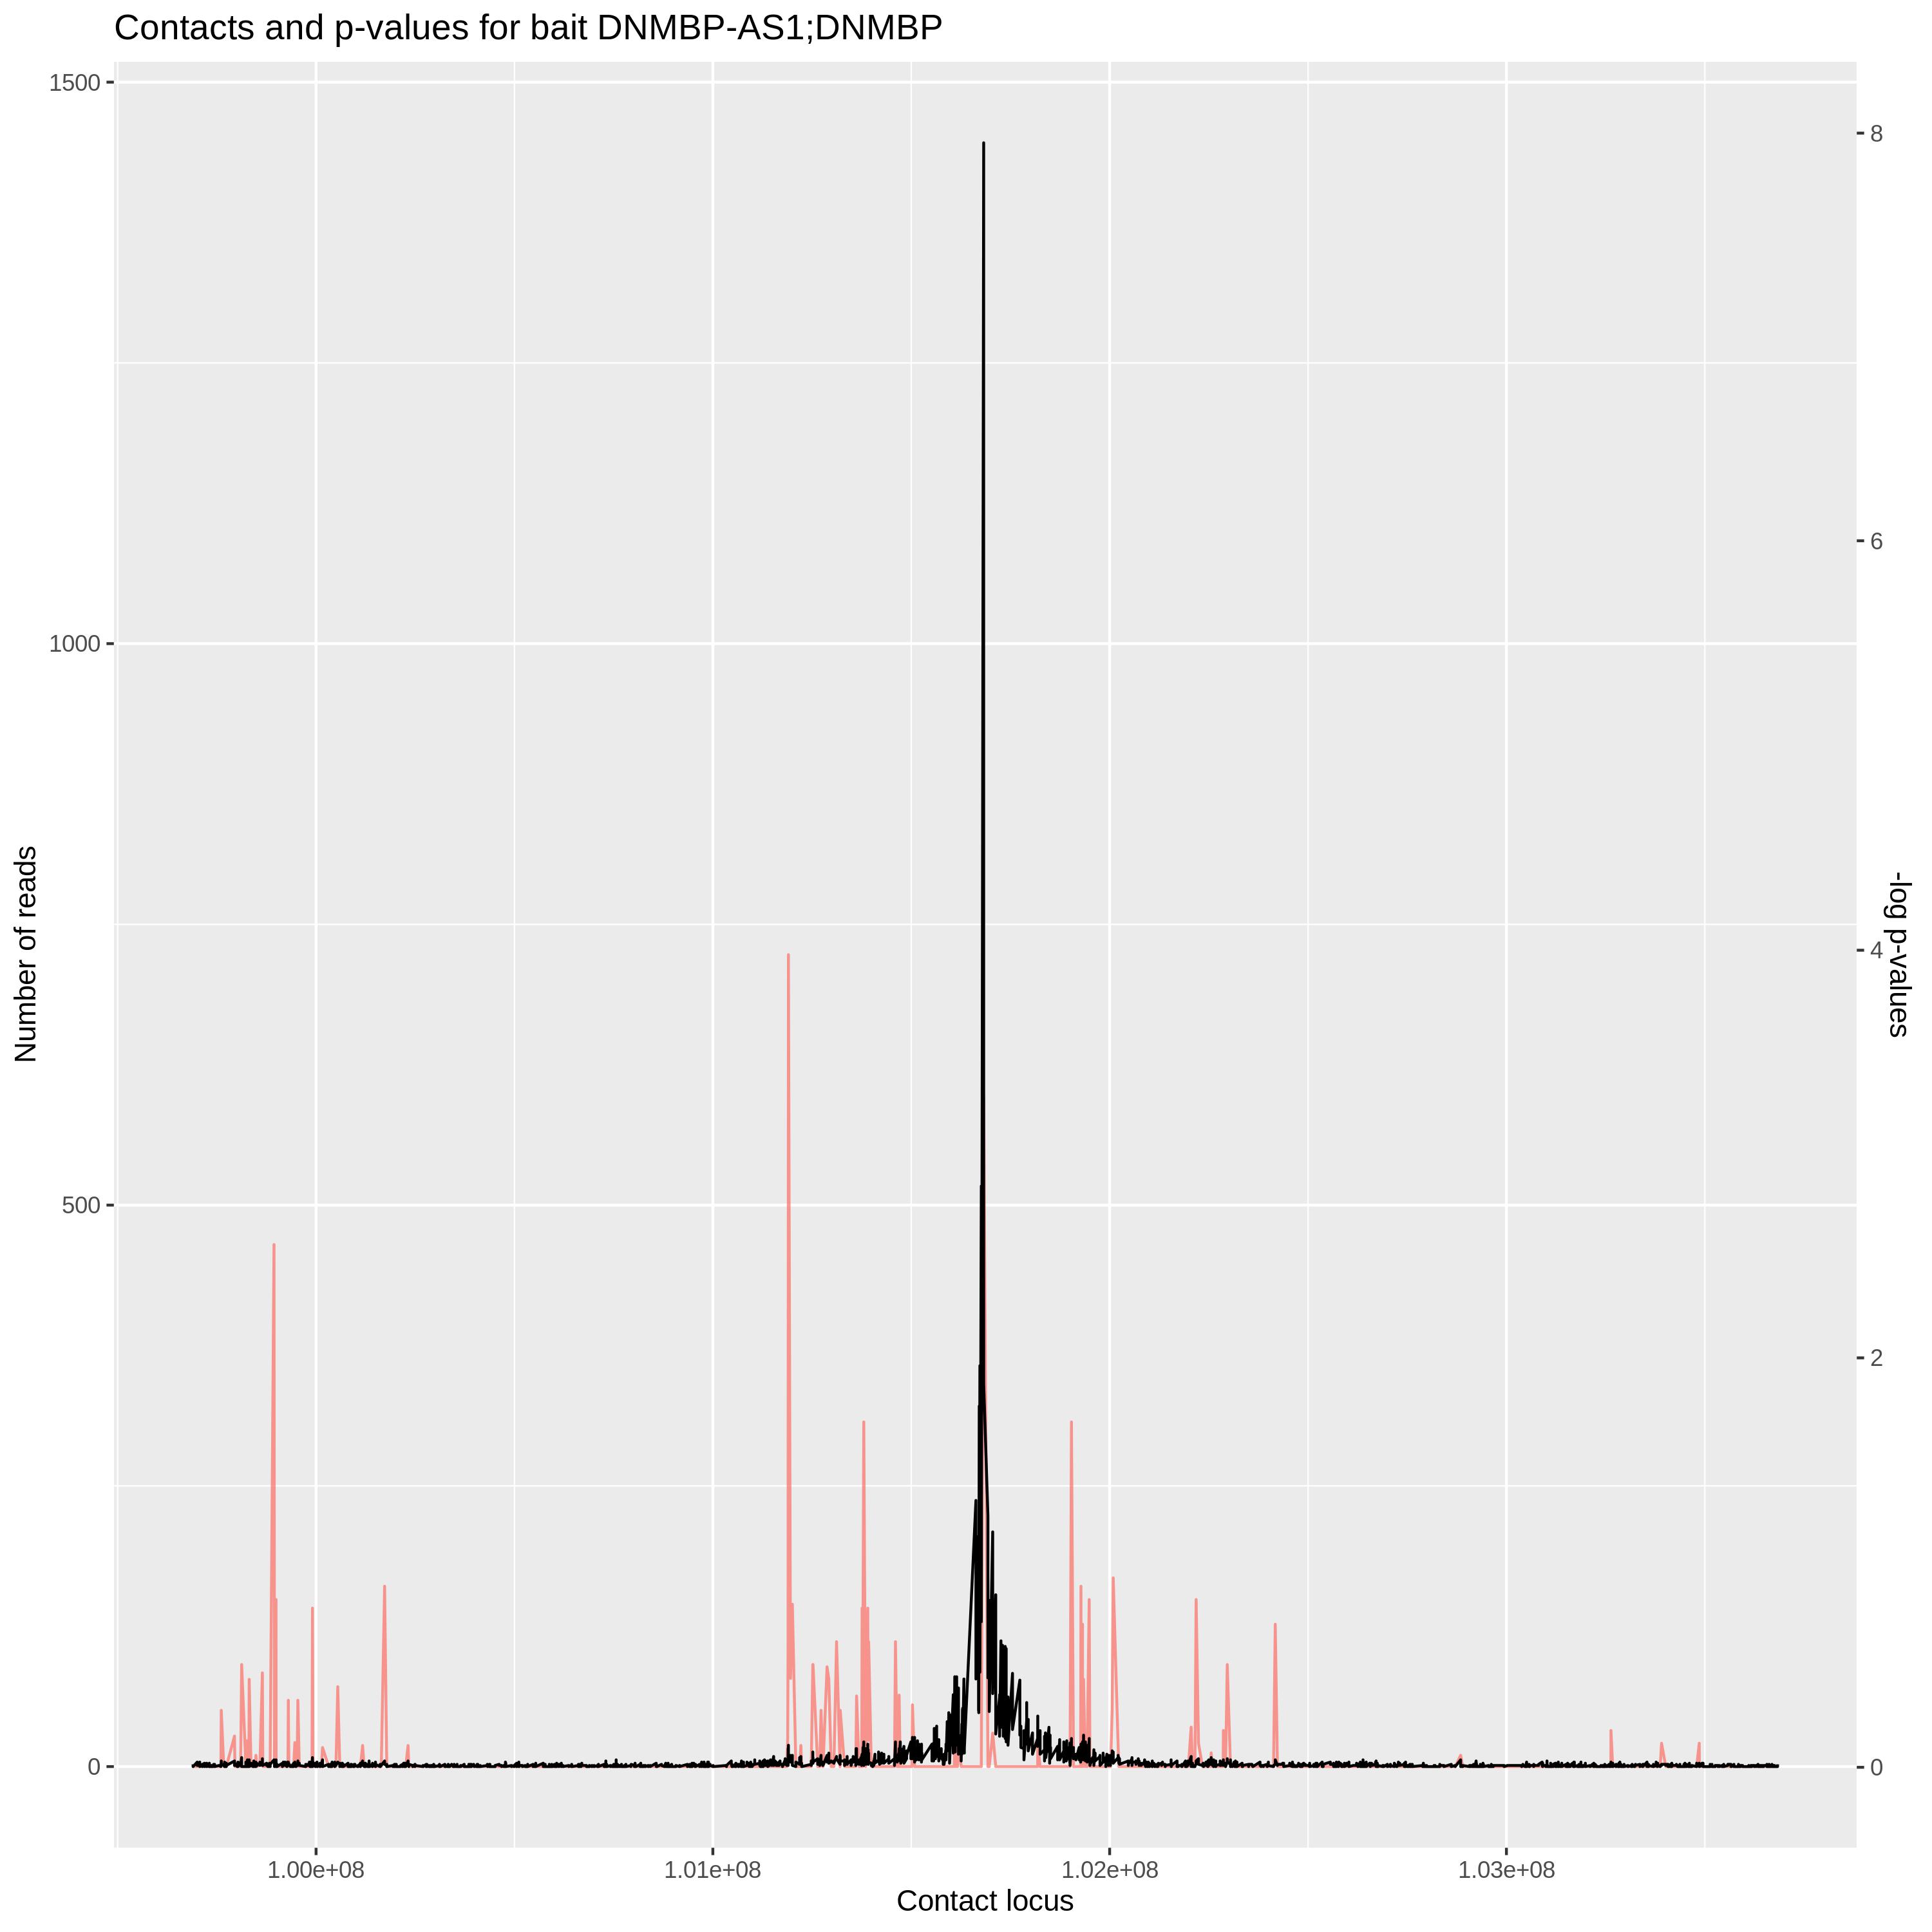 Contacts and p-values for bait DNMBP-AS1;DNMBP
1500
1000
500
0
Number of reads
8
6
4
2
0
-log p-values
1.00e+08
1.01e+08
1.02e+08
1.03e+08
Contact locus